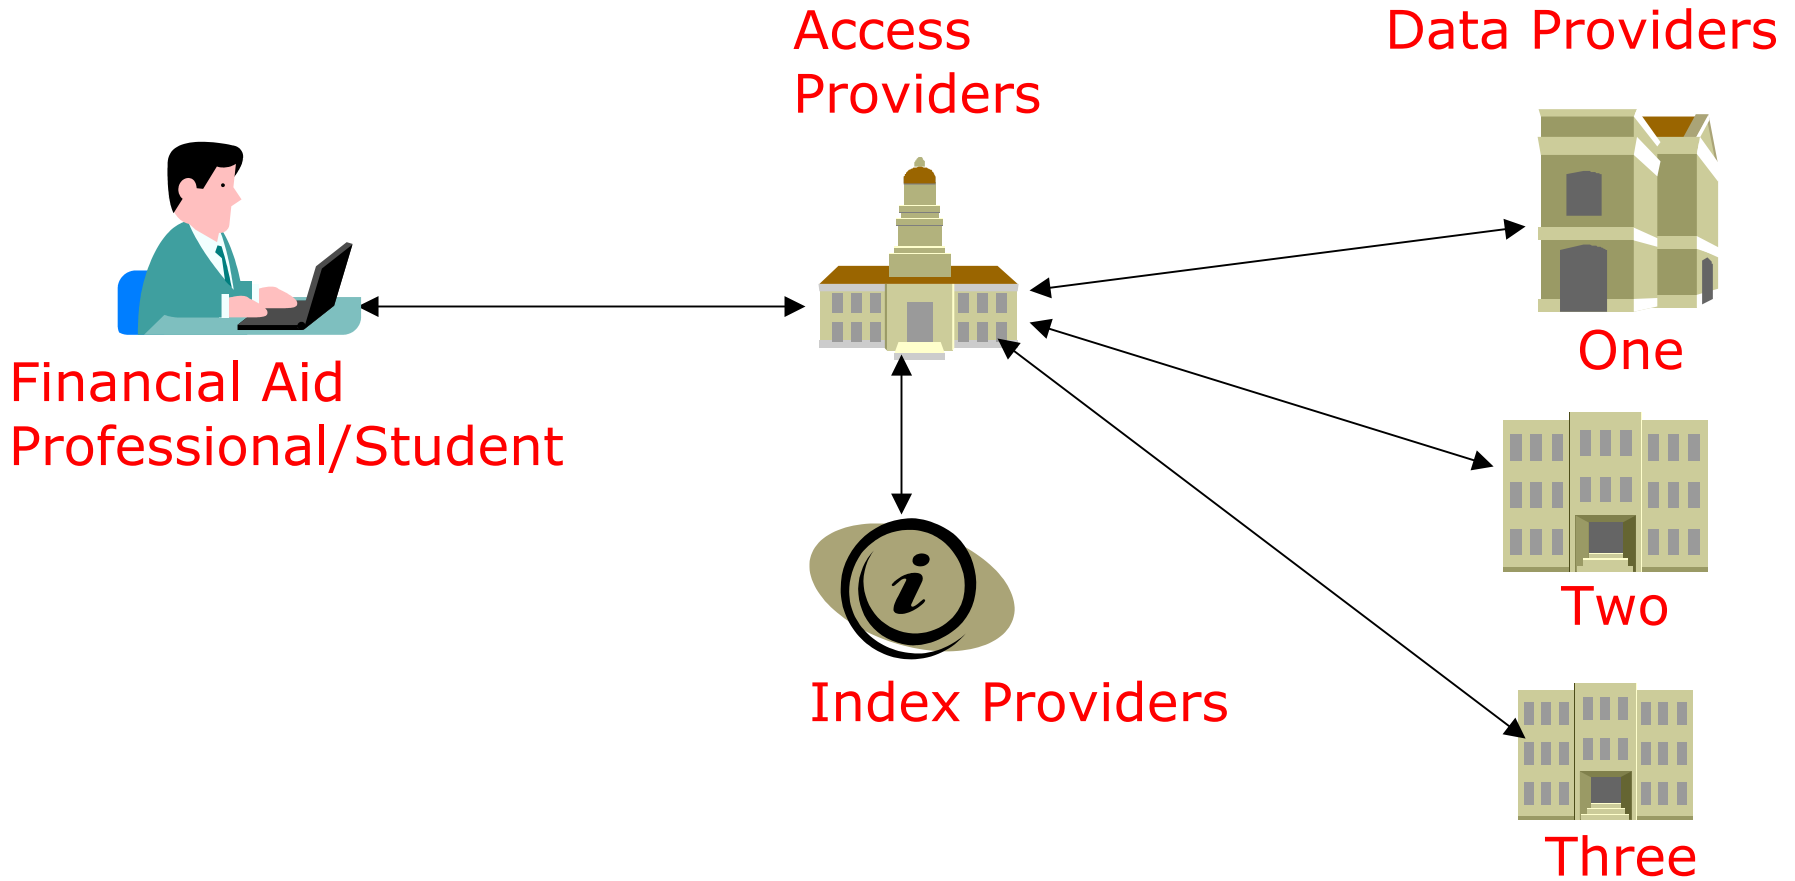 Access
Providers
Data Providers
Financial Aid
Professional/Student
One
Two
Index Providers
Three